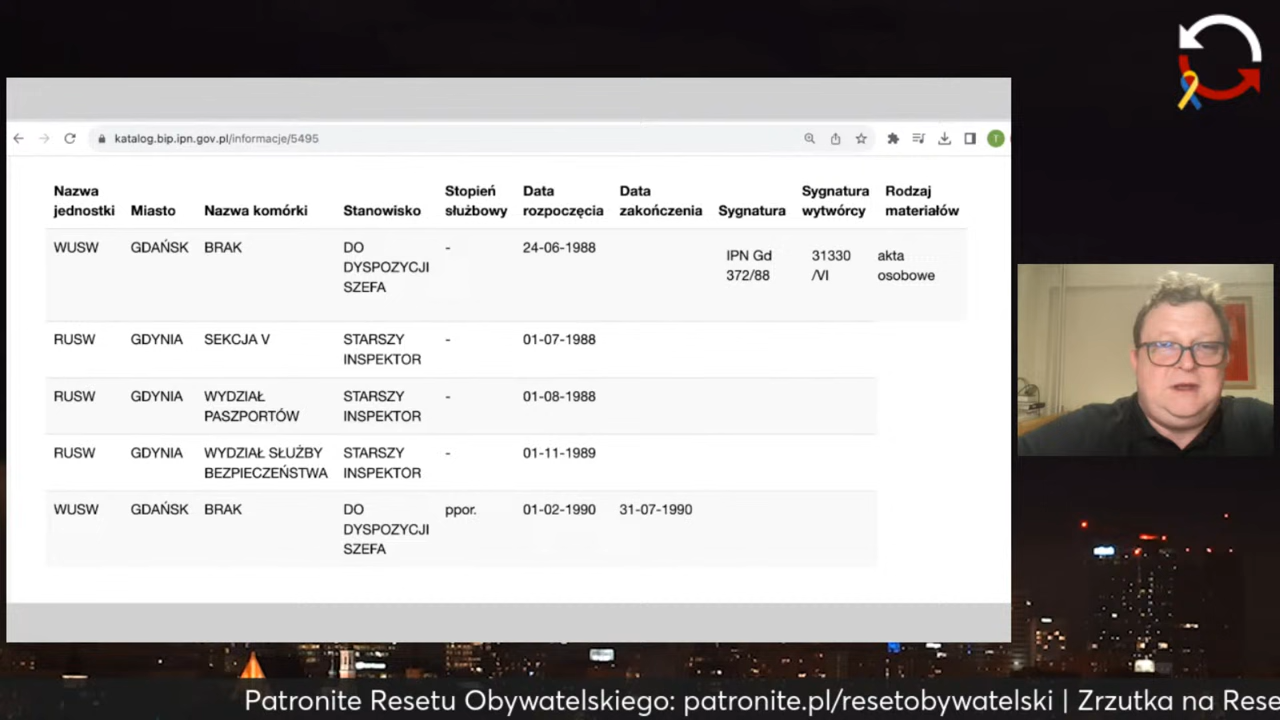 katalog.bip.ipn.gov.pl/informacje/5495
T
Nazwa jednostki Miasto Nazwa komórki Stanowisko Stopień służbowy Data rozpoczęcia Data zakończenia Sygnatura Sygnatura wytwórcy Rodzaj materiałów
WUSW GDAŃSK BRAK DO DYSPOZYCJI SZEFA - 24-06-1988 IPN Gd 372/88 31330 /VI akta osobowe
RUSW GDYNIA SEKCJA V STARSZY INSPEKTOR - 01-07-1988
RUSW GDYNIA WYDZIAŁ PASZPORTÓW STARSZY INSPEKTOR - 01-08-1988
RUSW GDYNIA WYDZIAŁ SŁUŻBY BEZPIECZEŃSTWA STARSZY INSPEKTOR - 01-11-1989
WUSW GDAŃSK BRAK DO DYSPOZYCJI SZEFA ppor. 01-02-1990 31-07-1990
Patronite Resetu Obywatelskiego: patronite.pl/resetobywatelski | Zrzutka na Rese